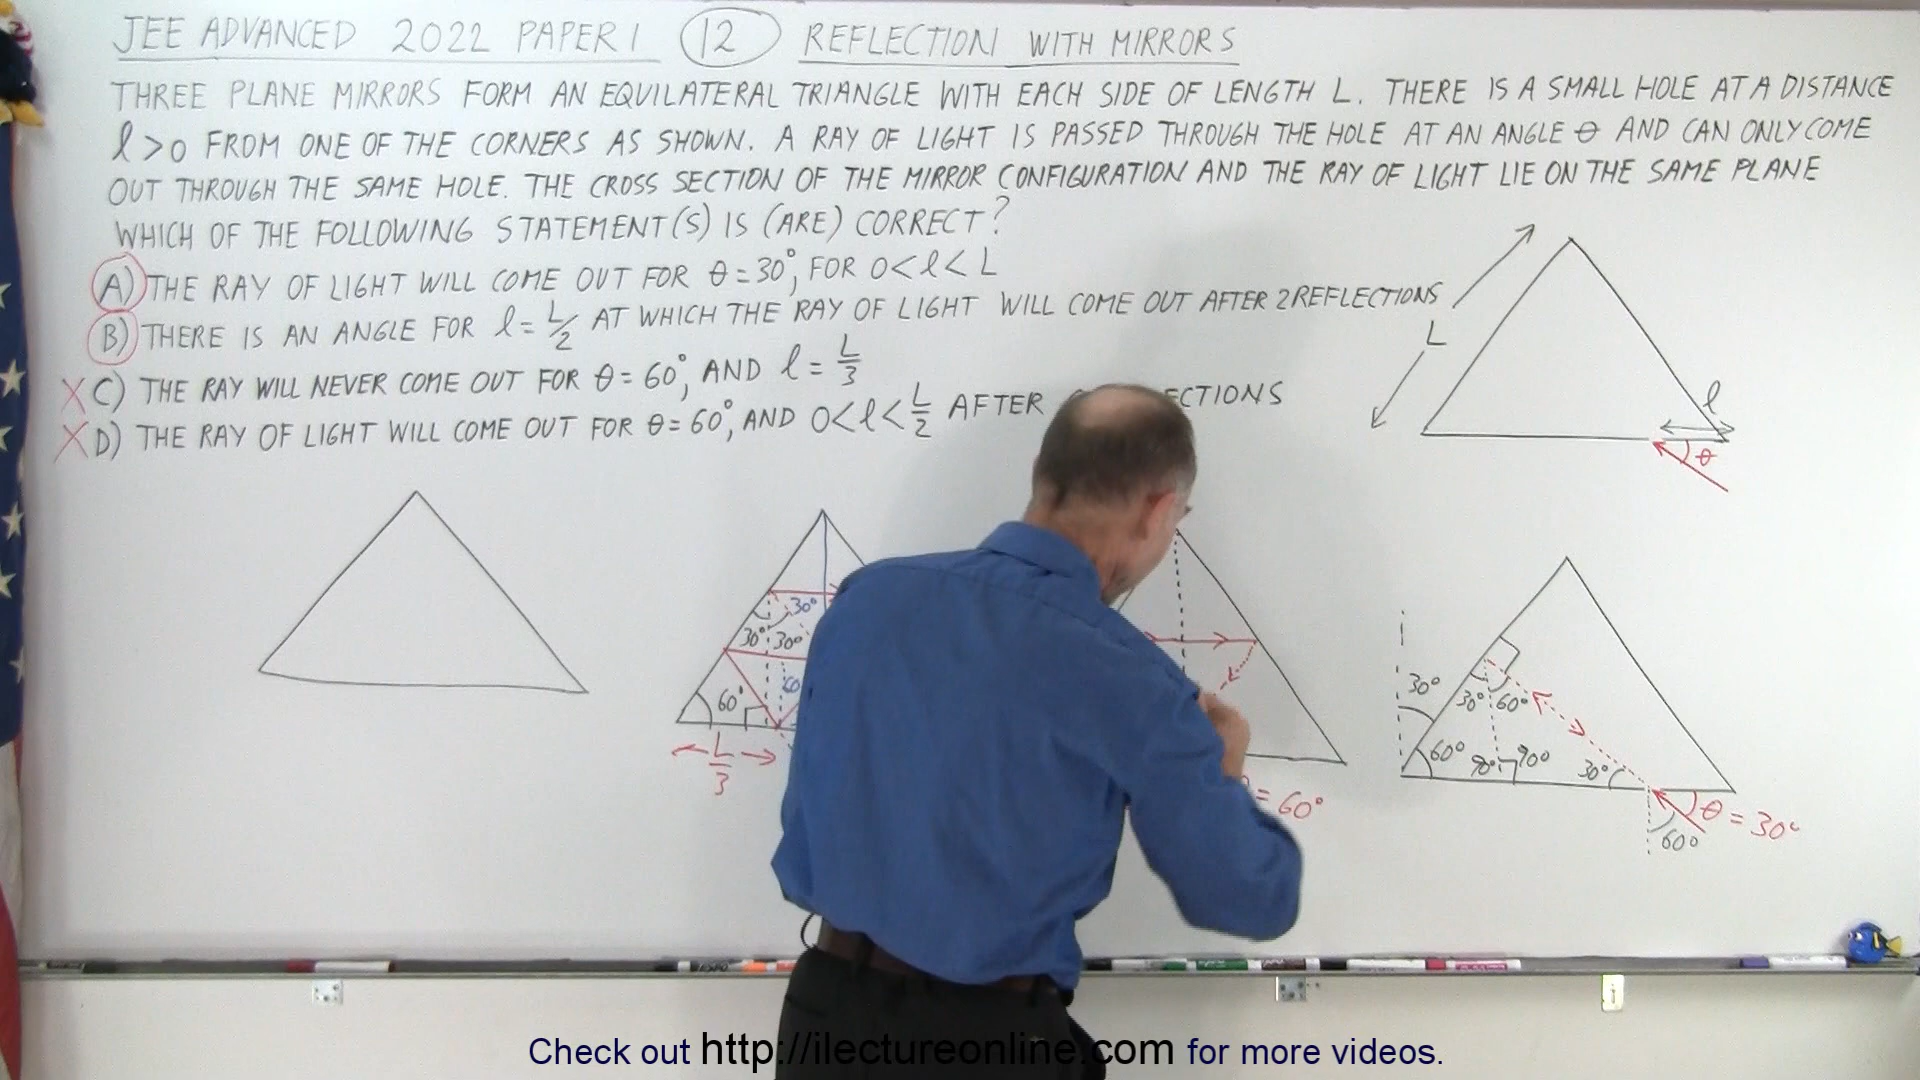 JEE ADVANCED 2022 PAPER 1 12 REFLECTION WITH MIRRORS
THREE PLANE MIRRORS FORM AN EQUILATERAL TRIANGLE WITH EACH SIDE OF LENGTH L. THERE IS A SMALL HOLE AT A DISTANCE
l>0 FROM ONE OF THE CORNERS AS SHOWN. A RAY OF LIGHT IS PASSED THROUGH THE HOLE AT AN ANGLE θ AND CAN ONLY COME
OUT THROUGH THE SAME HOLE. THE CROSS SECTION OF THE MIRROR CONFIGURATION AND THE RAY OF LIGHT LIE ON THE SAME PLANE
WHICH OF THE FOLLOWING STATEMENT(S) IS (ARE) CORRECT?
A) THE RAY OF LIGHT WILL COME OUT FOR θ=30°, FOR 0<l<L
B) THERE IS AN ANGLE FOR l=L/2 AT WHICH THE RAY OF LIGHT WILL COME OUT AFTER 2 REFLECTIONS
X C) THE RAY WILL NEVER COME OUT FOR θ=60°, AND l=L/3
X D) THE RAY OF LIGHT WILL COME OUT FOR θ=60°, AND 0<l<L/2 AFTER ECTIONS
L
l
θ
30°
30° 30°
60° 60
L/3
= 60°
30°
30° 60°
60° 90° 90° 30°
θ = 30°
60°
Check out http://ilectureonline.com for more videos.